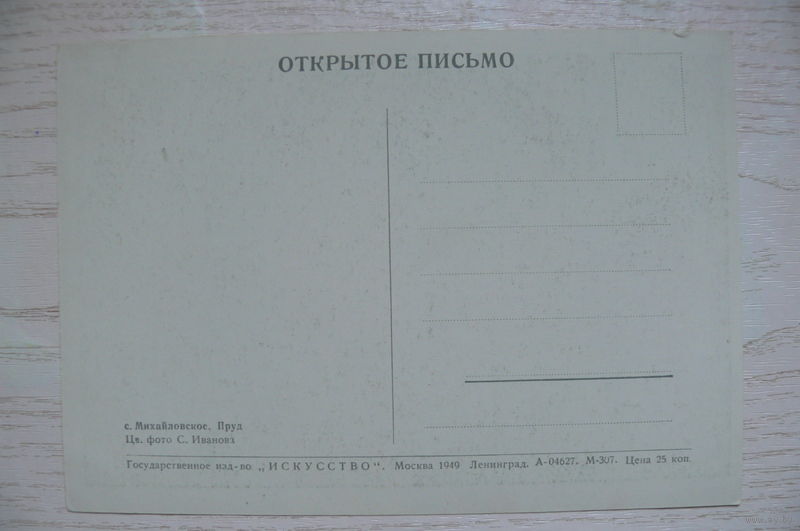 ОТКРЫТОЕ ПИСЬМО
с. Михайловское. Пруд
Цв. фото С. Иванова
Государственное изд-во „ИСКУССТВО“. Москва 1949 Ленинград. А-04627. М-307. Цена 25 коп.